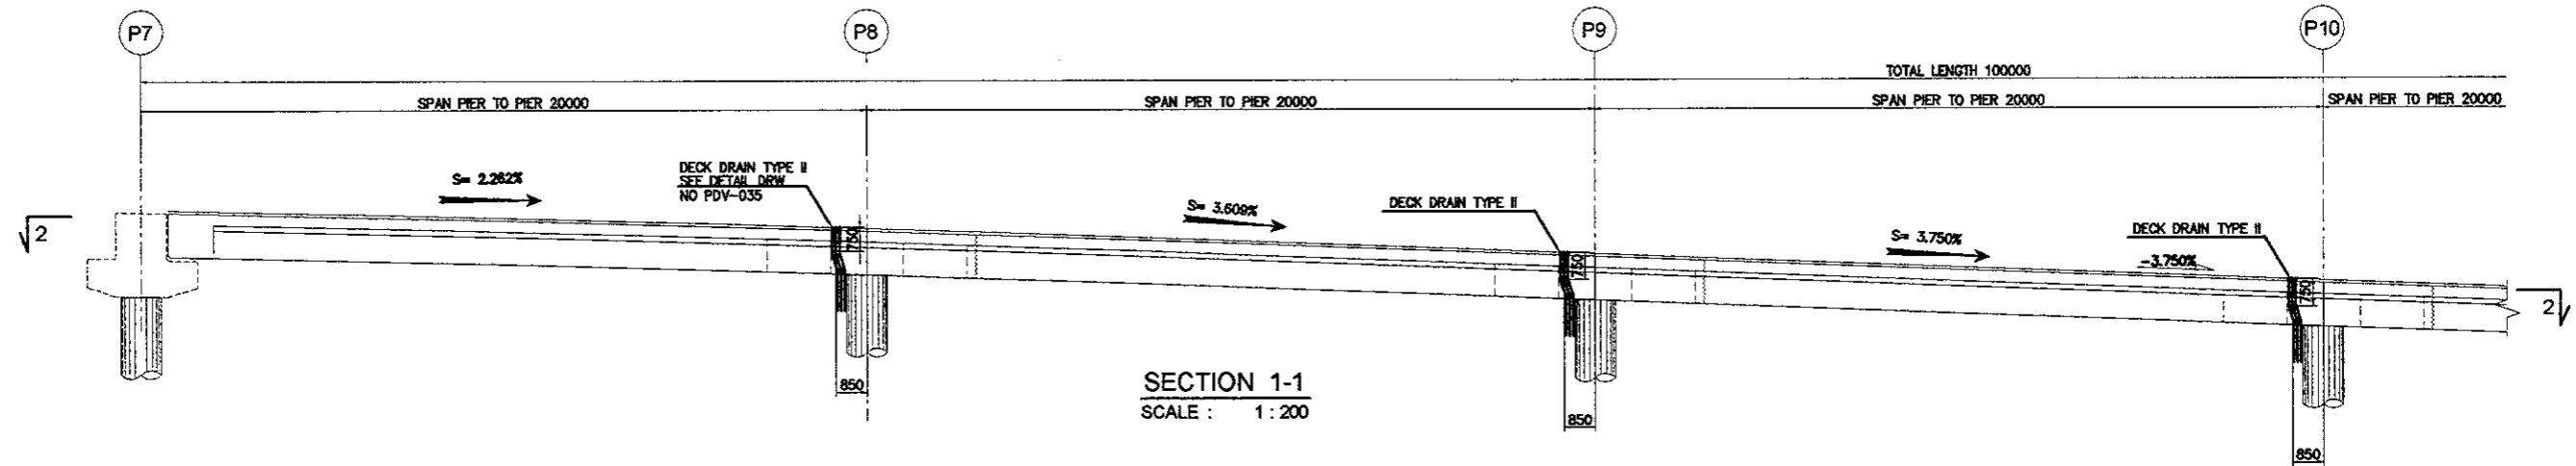 P7
P8
P9
P10
TOTAL LENGTH 100000
SPAN PIER TO PIER 20000
SPAN PIER TO PIER 20000
SPAN PIER TO PIER 20000
SPAN PIER TO PIER 20000
S= 2.262%
DECK DRAIN TYPE II
SEE DETAIL DRW
NO PDV-035
S= 3.609%
DECK DRAIN TYPE II
S= 3.750%
-3.750%
DECK DRAIN TYPE II
2
750
750
750
2
850
850
850
SECTION 1-1
SCALE : 1 : 200